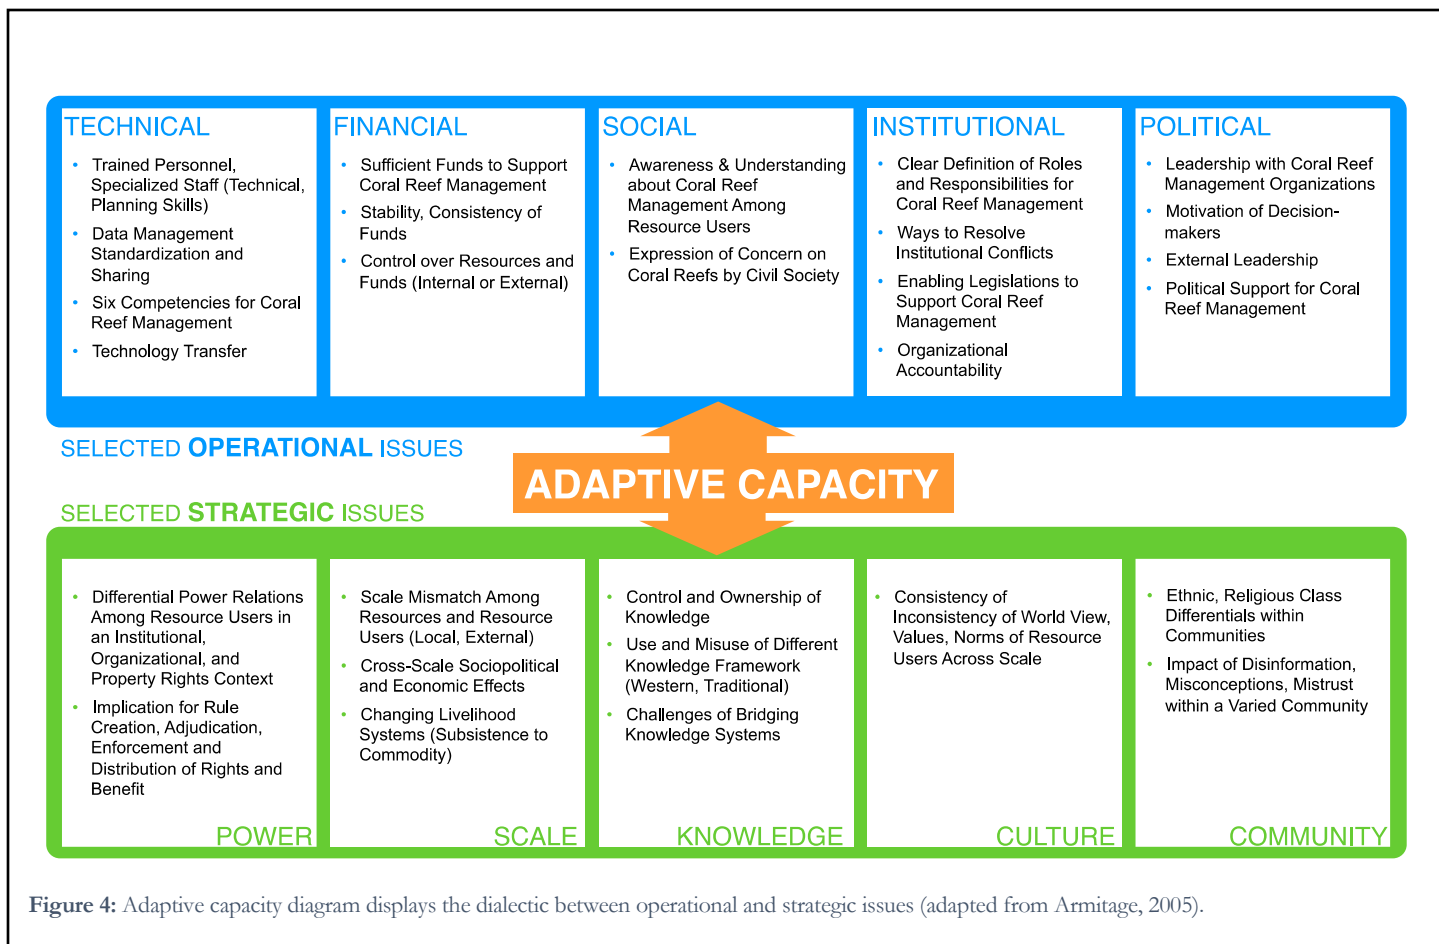 TECHNICAL
• Trained Personnel,
Specialized Staff (Technical,
Planning Skills)
• Data Management
Standardization and
Sharing
• Six Competencies for Coral
Reef Management
• Technology Transfer
FINANCIAL
• Sufficient Funds to Support
Coral Reef Management
• Stability, Consistency of
Funds
• Control over Resources and
Funds (Internal or External)
SOCIAL
• Awareness & Understanding
about Coral Reef
Management Among
Resource Users
• Expression of Concern on
Coral Reefs by Civil Society
INSTITUTIONAL
• Clear Definition of Roles
and Responsibilities for
Coral Reef Management
• Ways to Resolve
Institutional Conflicts
• Enabling Legislations to
Support Coral Reef
Management
• Organizational
Accountability
POLITICAL
• Leadership with Coral Reef
Management Organizations
• Motivation of Decision-
makers
• External Leadership
• Political Support for Coral
Reef Management
SELECTED OPERATIONAL ISSUES
ADAPTIVE CAPACITY
SELECTED STRATEGIC ISSUES
• Differential Power Relations
Among Resource Users in
an Institutional,
Organizational, and
Property Rights Context
• Implication for Rule
Creation, Adjudication,
Enforcement and
Distribution of Rights and
Benefit
POWER
• Scale Mismatch Among
Resources and Resource
Users (Local, External)
• Cross-Scale Sociopolitical
and Economic Effects
• Changing Livelihood
Systems (Subsistence to
Commodity)
SCALE
• Control and Ownership of
Knowledge
• Use and Misuse of Different
Knowledge Framework
(Western, Traditional)
• Challenges of Bridging
Knowledge Systems
KNOWLEDGE
• Consistency of
Inconsistency of World View,
Values, Norms of Resource
Users Across Scale
CULTURE
• Ethnic, Religious Class
Differentials within
Communities
• Impact of Disinformation,
Misconceptions, Mistrust
within a Varied Community
COMMUNITY
Figure 4: Adaptive capacity diagram displays the dialectic between operational and strategic issues (adapted from Armitage, 2005).